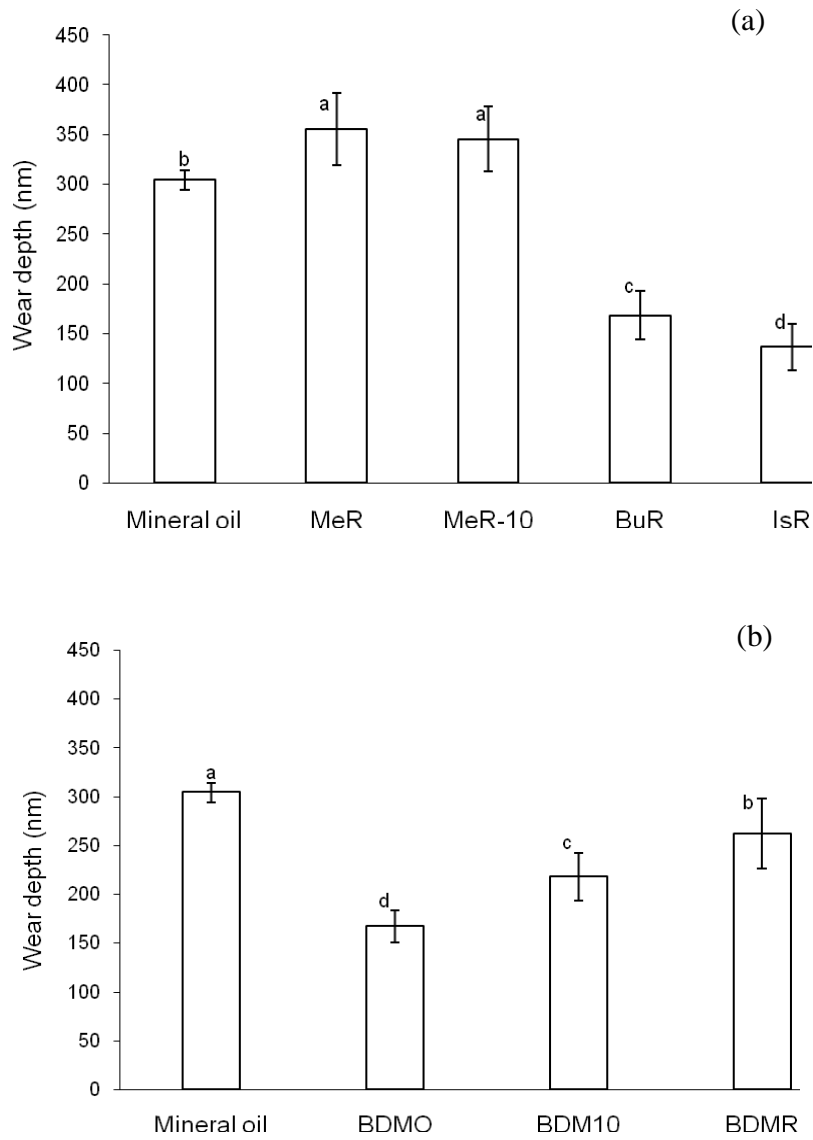 (a)
450
400
350
300
250
200
150
100
50
0
Wear depth (nm)
b
a
a
c
d
Mineral oil MeR MeR-10 BuR IsR
(b)
450
400
350
300
250
200
150
100
50
0
Wear depth (nm)
a
d
c
b
Mineral oil BDMO BDM10 BDMR